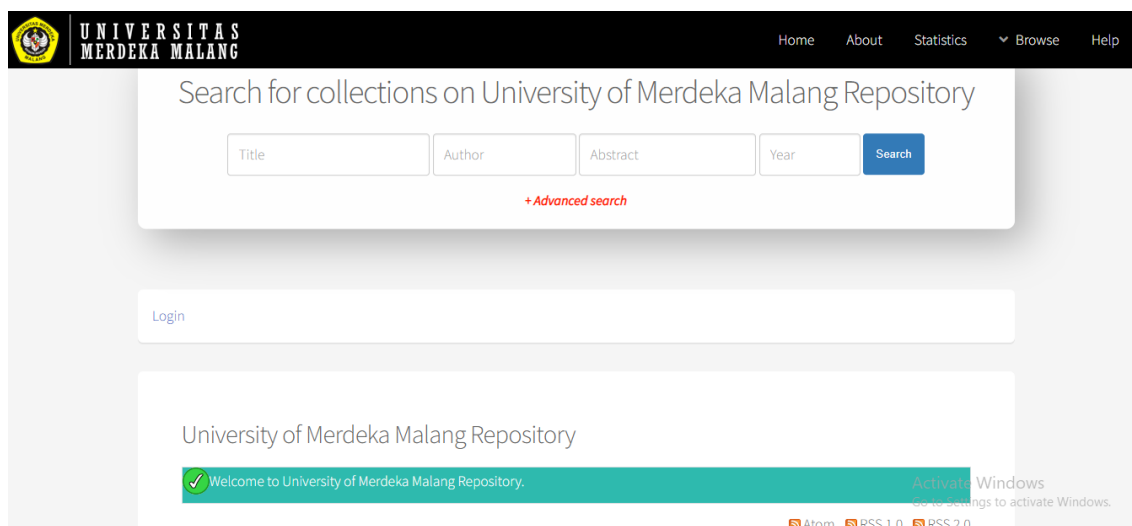 UNIVERSITAS
MERDEKA MALANG
Home About Statistics Browse Help
Search for collections on University of Merdeka Malang Repository
Title Author Abstract Year Search
+ Advanced search
Login
University of Merdeka Malang Repository
Welcome to University of Merdeka Malang Repository.
Activate Windows
Go to Settings to activate Windows.
Atom RSS 1.0 RSS 2.0